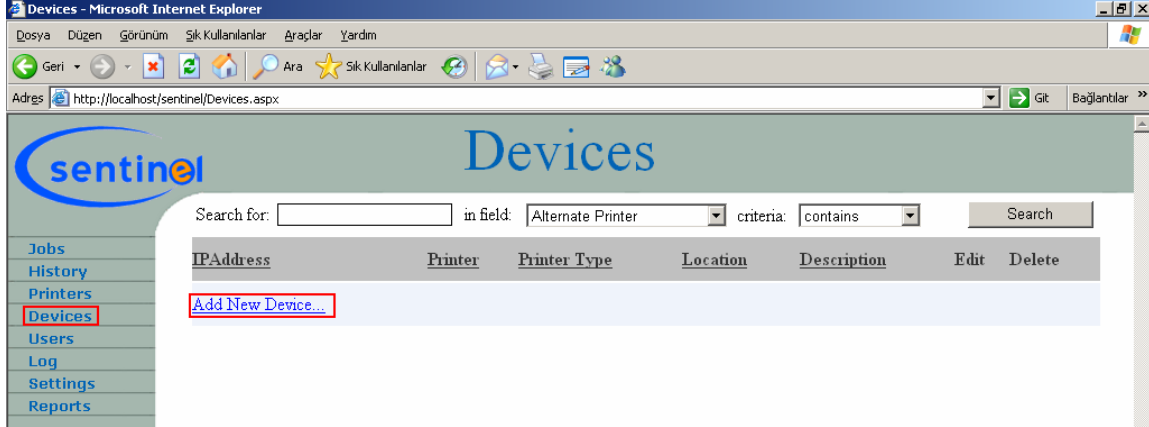 Devices - Microsoft Internet Explorer
Dosya Düzen Görünüm Sık Kullanılanlar Araçlar Yardım
Geri Ara Sık Kullanılanlar
Adres http://localhost/sentinel/Devices.aspx Git Bağlantılar »
sentinel
Devices
Search for: in field: Alternate Printer criteria: contains Search
IPAddress Printer Printer Type Location Description Edit Delete
Add New Device...
Jobs
History
Printers
Devices
Users
Log
Settings
Reports